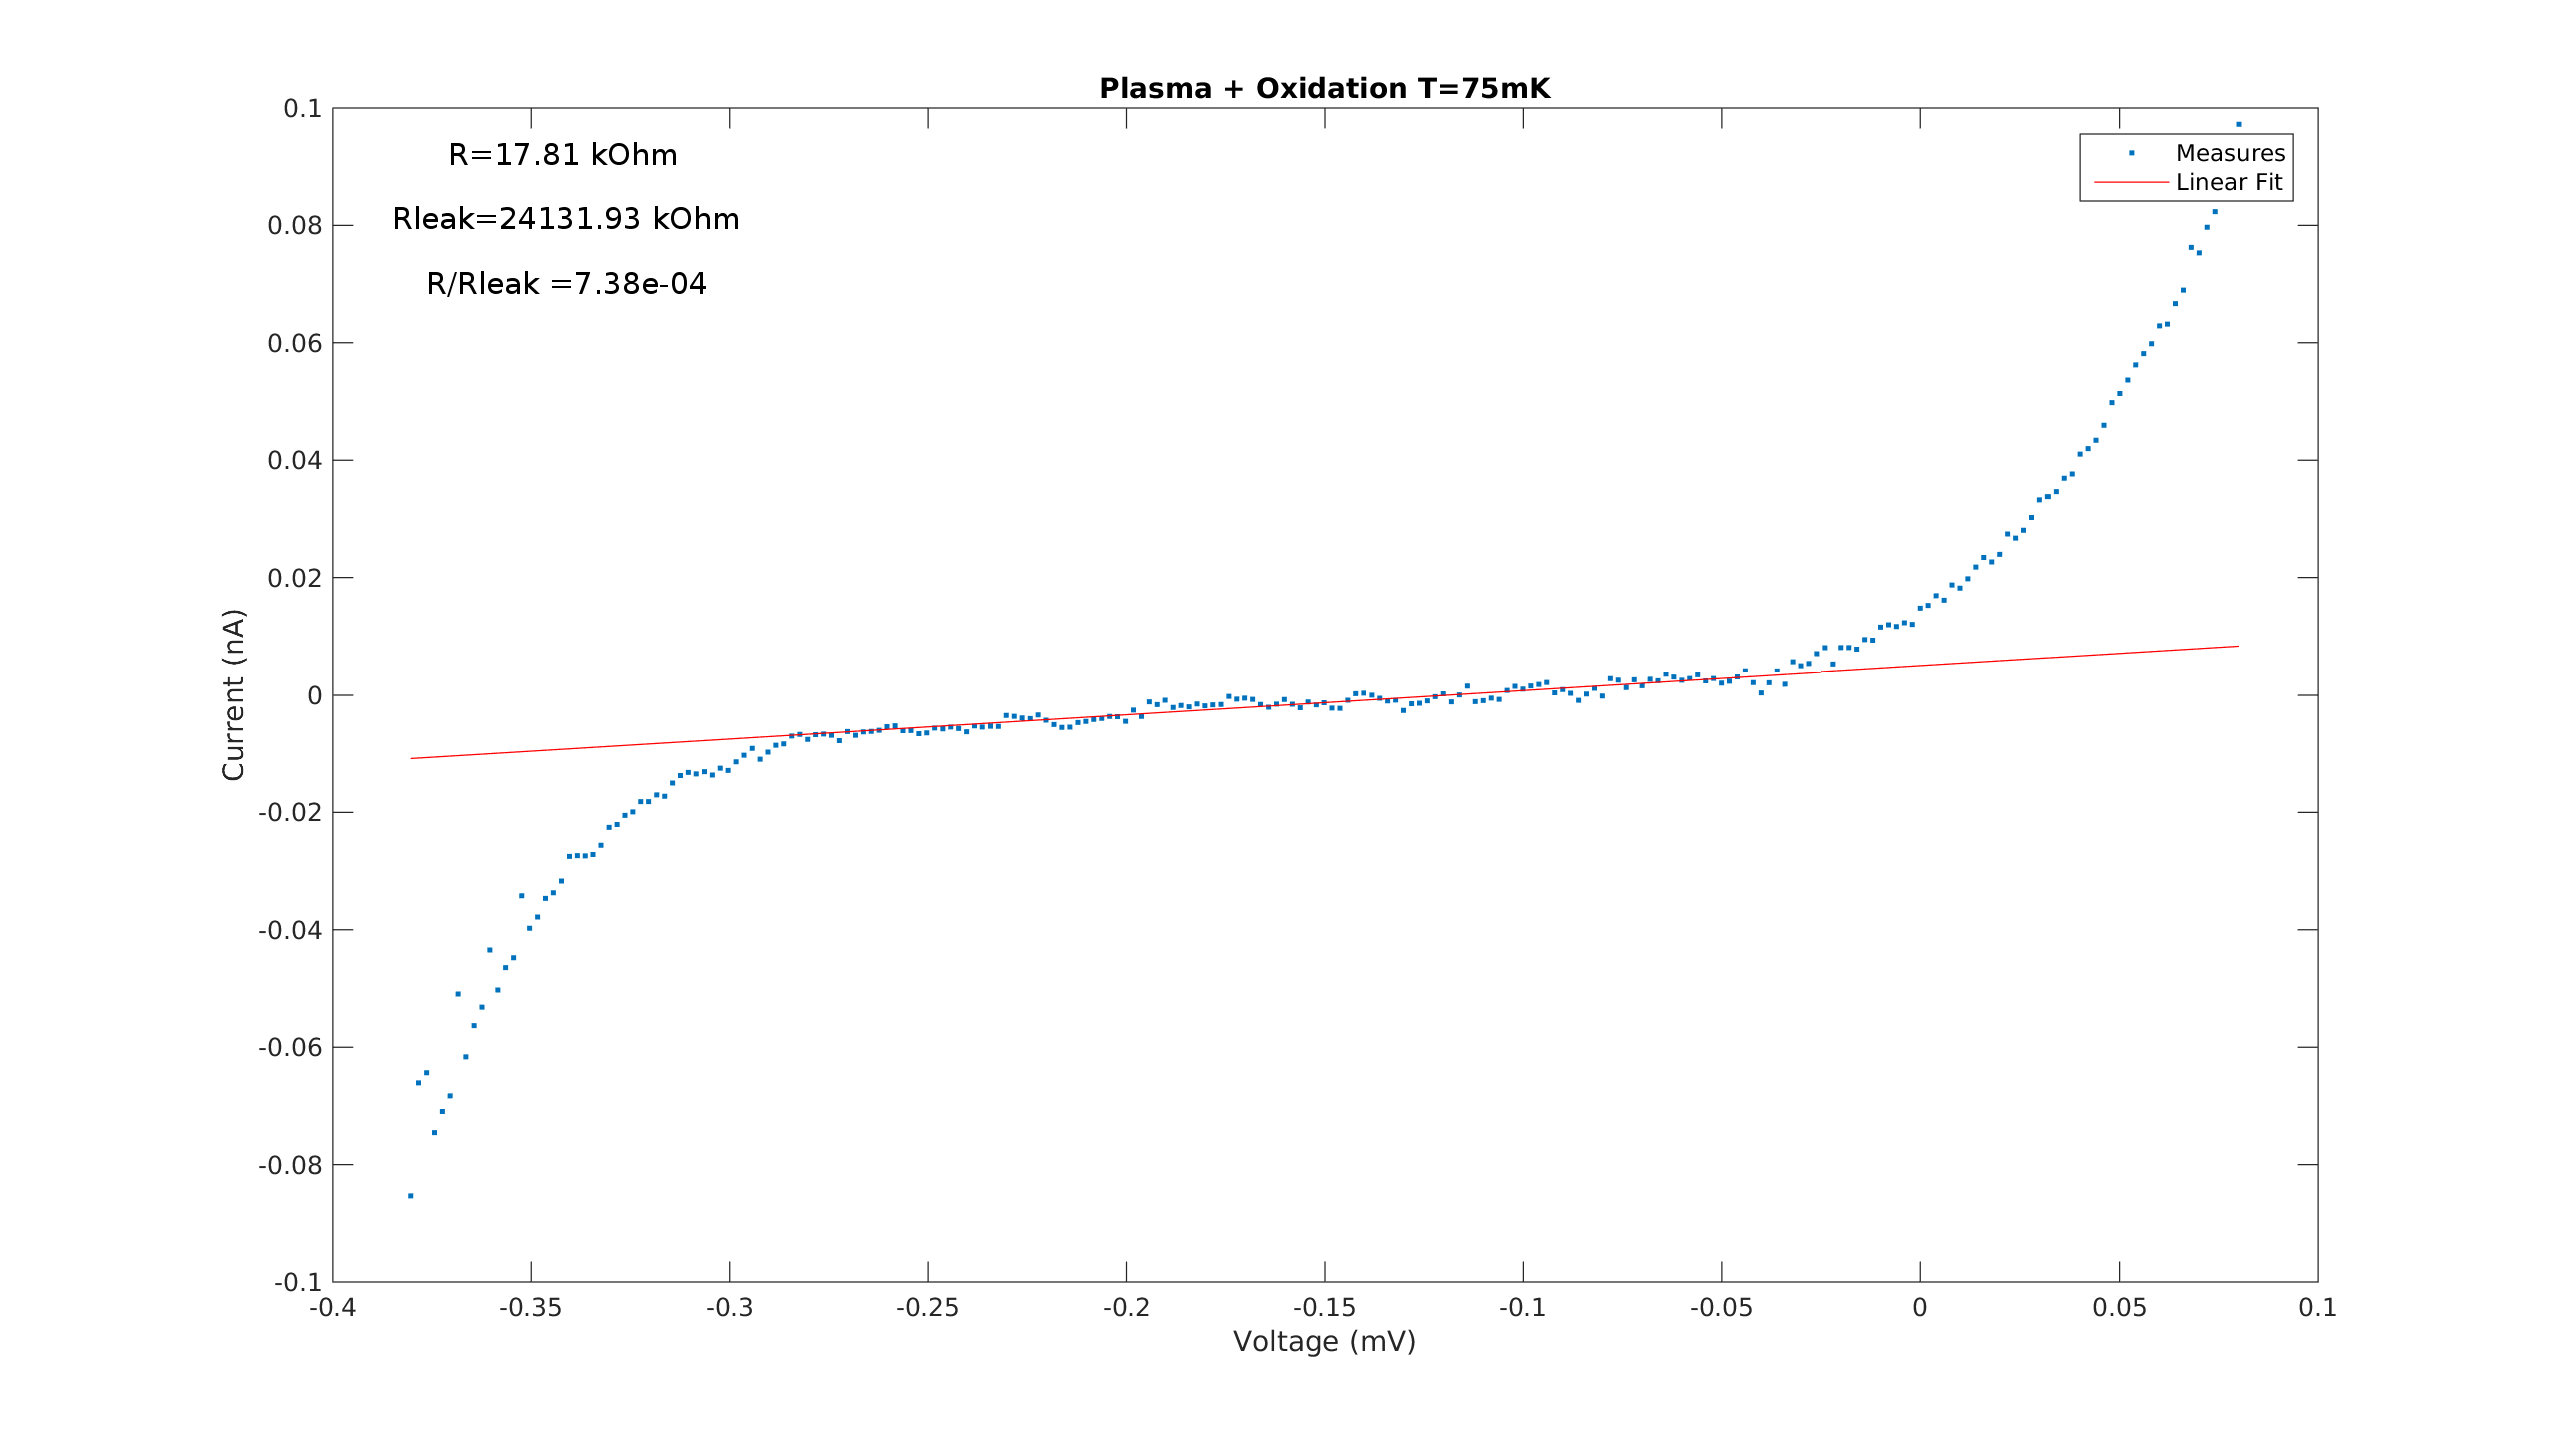 Plasma + Oxidation T=75mK
R=17.81 kOhm
Rleak=24131.93 kOhm
R/Rleak =7.38e-04
Measures
Linear Fit
0.1
0.08
0.06
0.04
0.02
0
-0.02
-0.04
-0.06
-0.08
-0.1
Current (nA)
-0.4 -0.35 -0.3 -0.25 -0.2 -0.15 -0.1 -0.05 0 0.05 0.1
Voltage (mV)